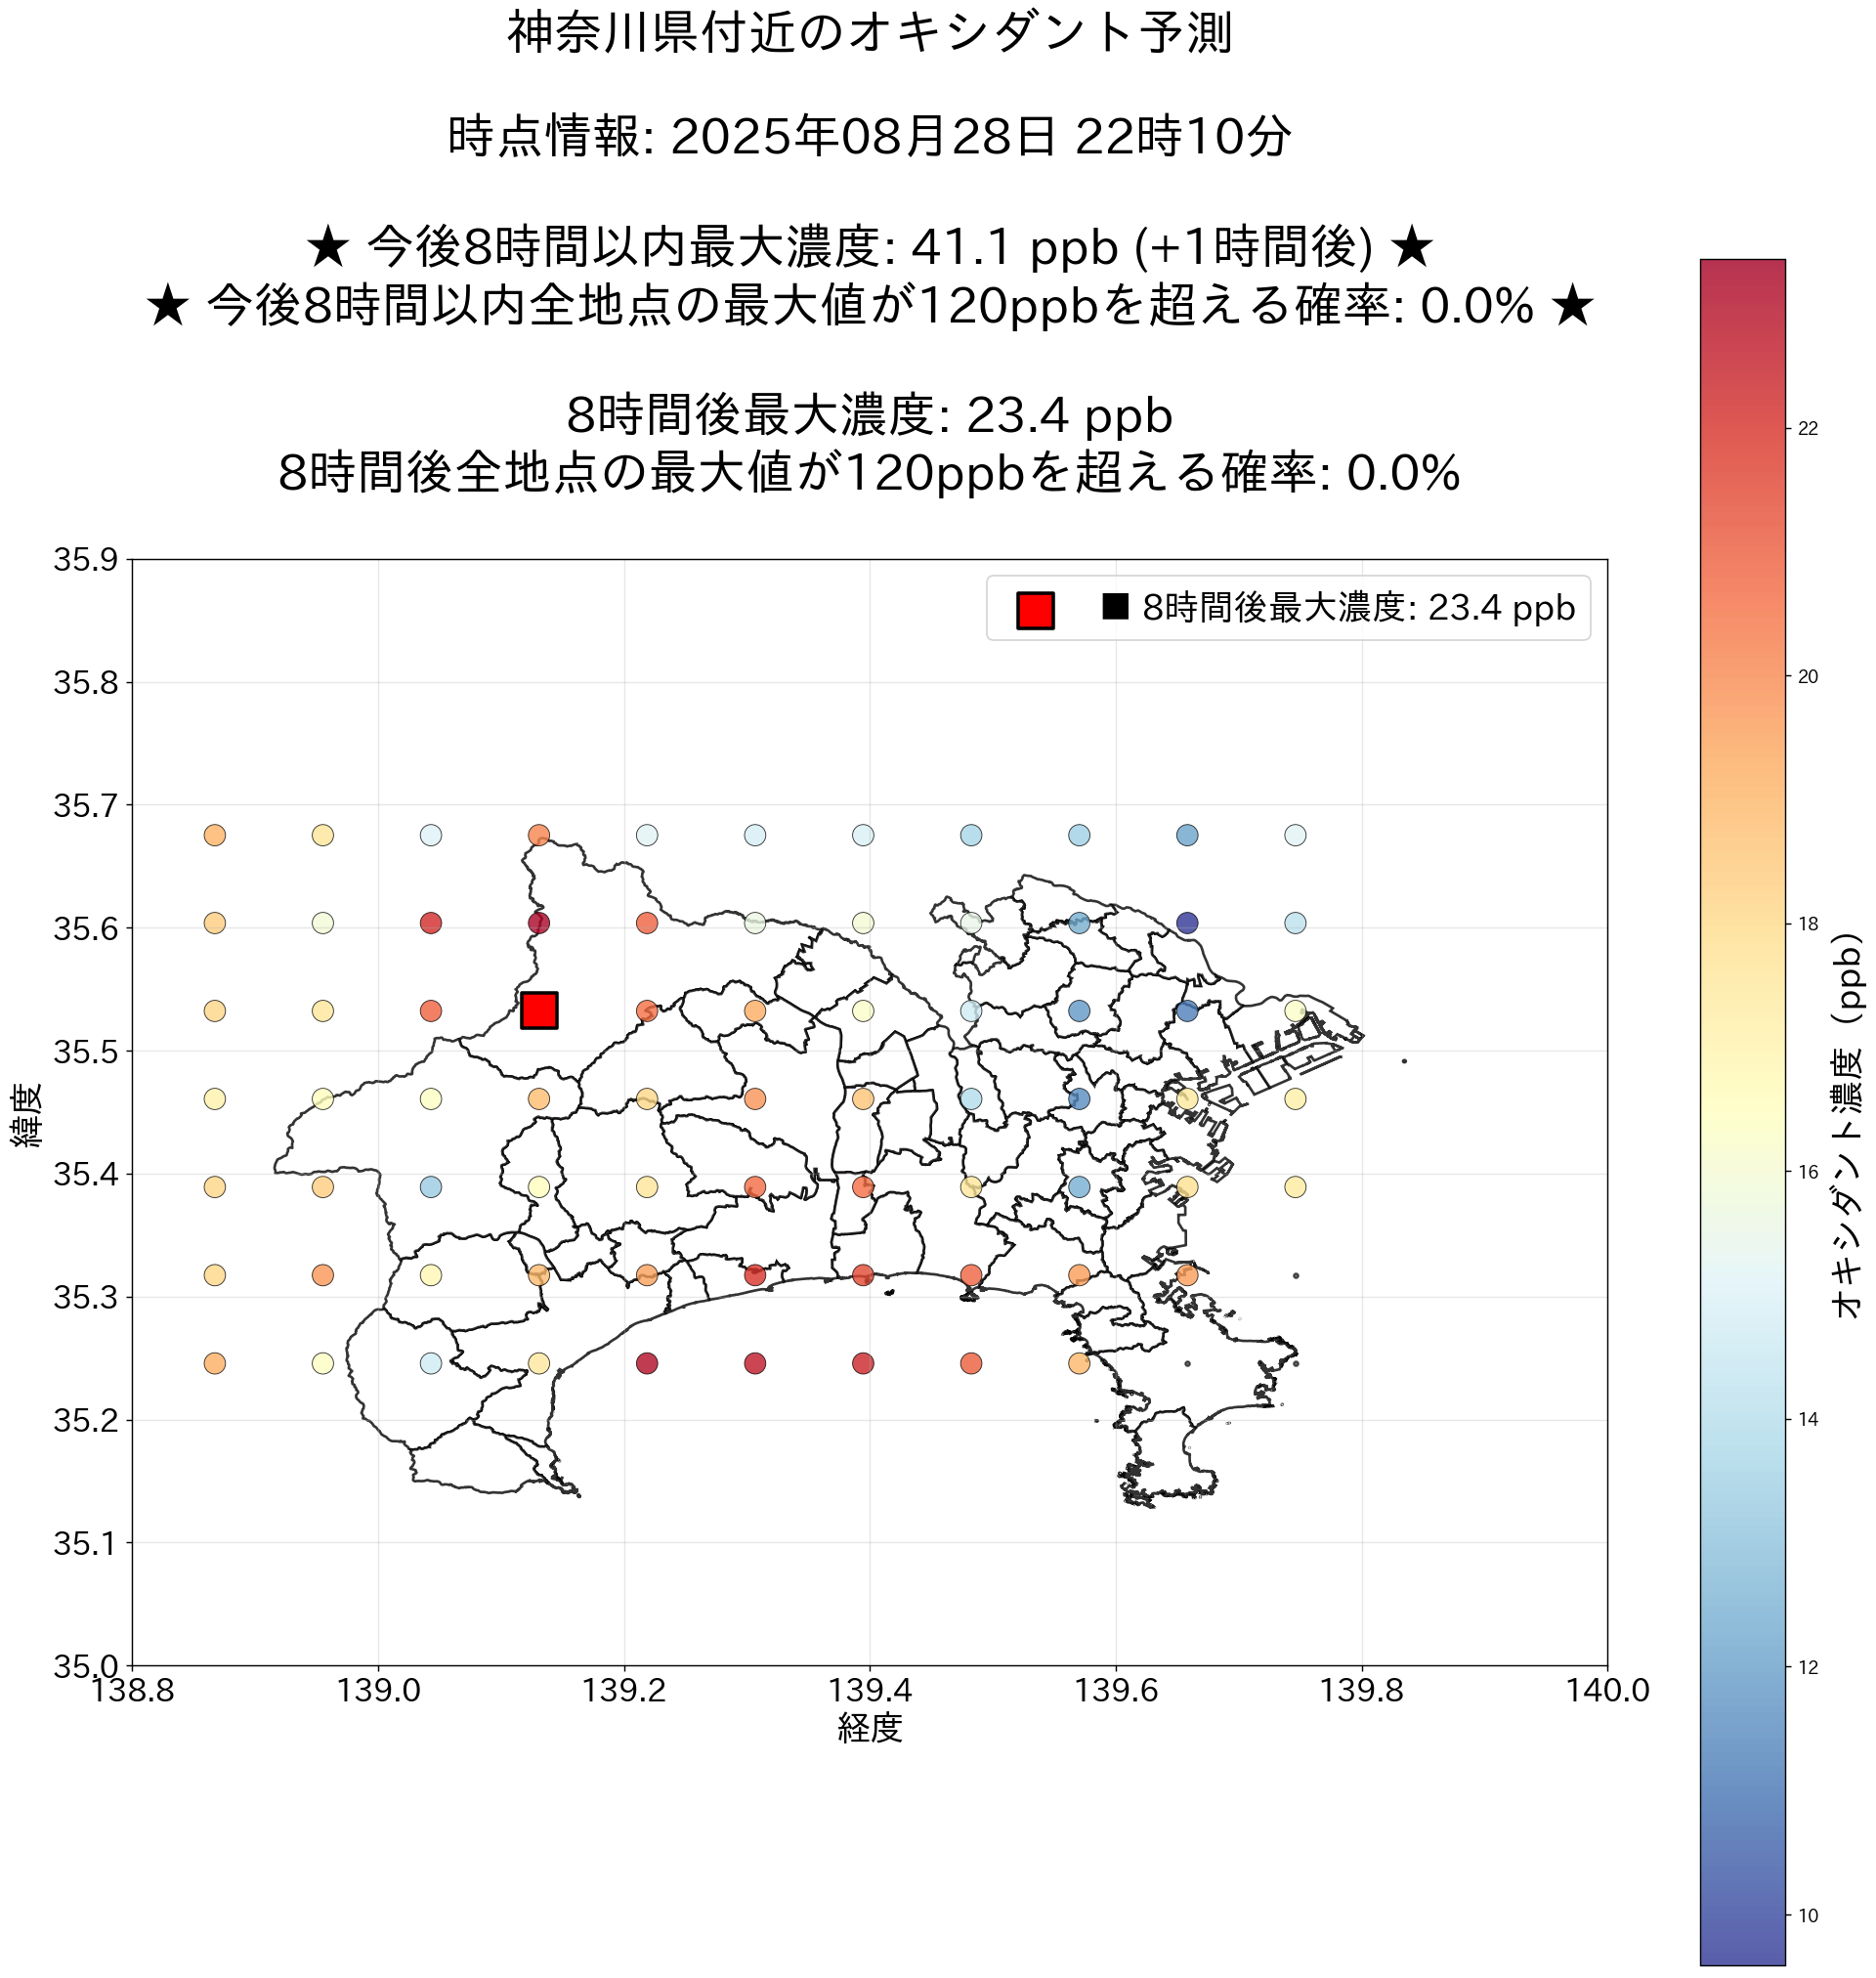 神奈川県付近のオキシダント予測
時点情報: 2025年08月28日 22時10分
★ 今後8時間以内最大濃度: 41.1 ppb (+1時間後) ★
★ 今後8時間以内全地点の最大値が120ppbを超える確率: 0.0% ★
8時間後最大濃度: 23.4 ppb
8時間後全地点の最大値が120ppbを超える確率: 0.0%
■ 8時間後最大濃度: 23.4 ppb
35.9
35.8
35.7
35.6
35.5
35.4
35.3
35.2
35.1
35.0
緯度
138.8
139.0
139.2
139.4
139.6
139.8
140.0
経度
22
20
18
16
14
12
10
オキシダント濃度（ppb）